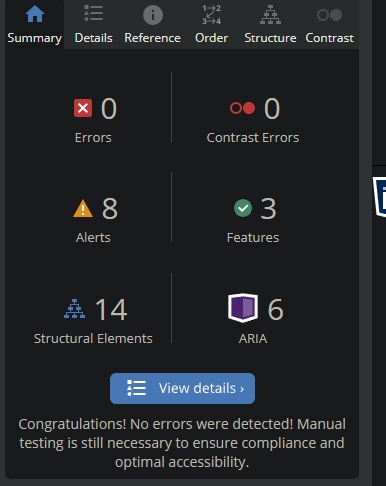 Summary Details Reference Order Structure Contrast
0 0
Errors Contrast Errors
8 3
Alerts Features
14 6
Structural Elements ARIA
View details ›
Congratulations! No errors were detected! Manual
testing is still necessary to ensure compliance and
optimal accessibility.